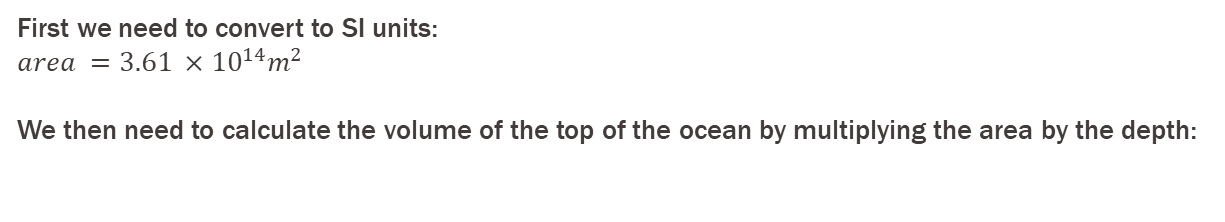 First we need to convert to SI units:
𝑎𝑟𝑒𝑎 = 3.61 × 10¹⁴𝑚²
We then need to calculate the volume of the top of the ocean by multiplying the area by the depth: